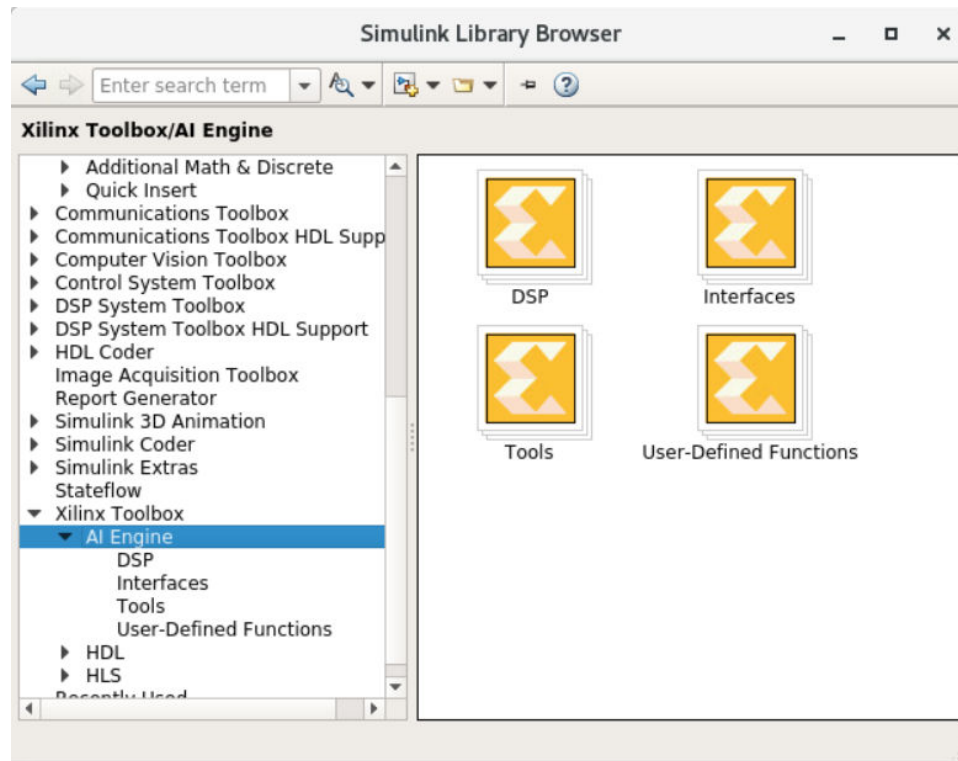 Simulink Library Browser
Enter search term
Xilinx Toolbox/AI Engine
Additional Math & Discrete
Quick Insert
Communications Toolbox
Communications Toolbox HDL Supp
Computer Vision Toolbox
Control System Toolbox
DSP System Toolbox
DSP System Toolbox HDL Support
HDL Coder
Image Acquisition Toolbox
Report Generator
Simulink 3D Animation
Simulink Coder
Simulink Extras
Stateflow
Xilinx Toolbox
AI Engine
DSP
Interfaces
Tools
User-Defined Functions
HDL
HLS
Recently Used
DSP
Interfaces
Tools
User-Defined Functions